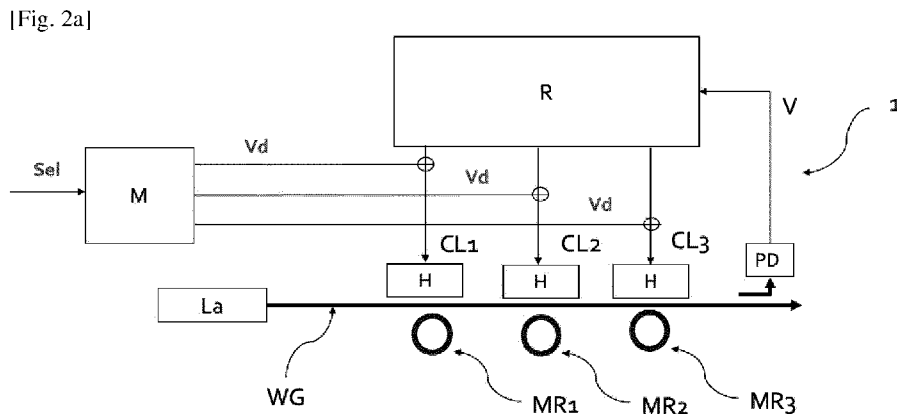 [Fig. 2a]
R
V
1
Vd
Sel
M
Vd
Vd
CL1
CL2
CL3
PD
H
H
H
La
WG
MR1
MR2
MR3